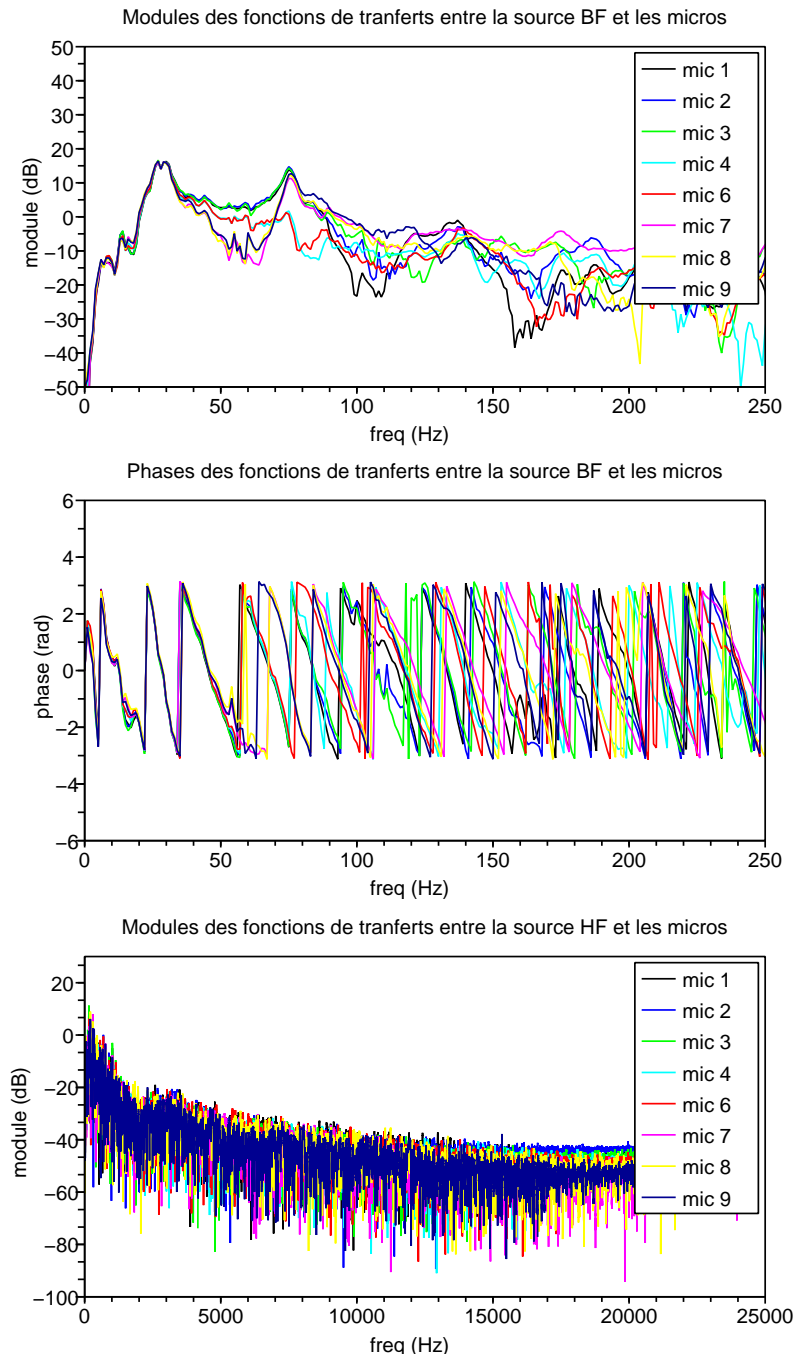 Modules des fonctions de tranferts entre la source BF et les micros
50
40
30
20
10
0
−10
−20
−30
−40
−50
module (dB)
mic 1
mic 2
mic 3
mic 4
mic 6
mic 7
mic 8
mic 9
0 50 100 150 200 250
freq (Hz)
Phases des fonctions de tranferts entre la source BF et les micros
6
4
2
0
−2
−4
−6
phase (rad)
0 50 100 150 200 250
freq (Hz)
Modules des fonctions de tranferts entre la source HF et les micros
20
0
−20
−40
−60
−80
−100
module (dB)
mic 1
mic 2
mic 3
mic 4
mic 6
mic 7
mic 8
mic 9
0 5000 10000 15000 20000 25000
freq (Hz)